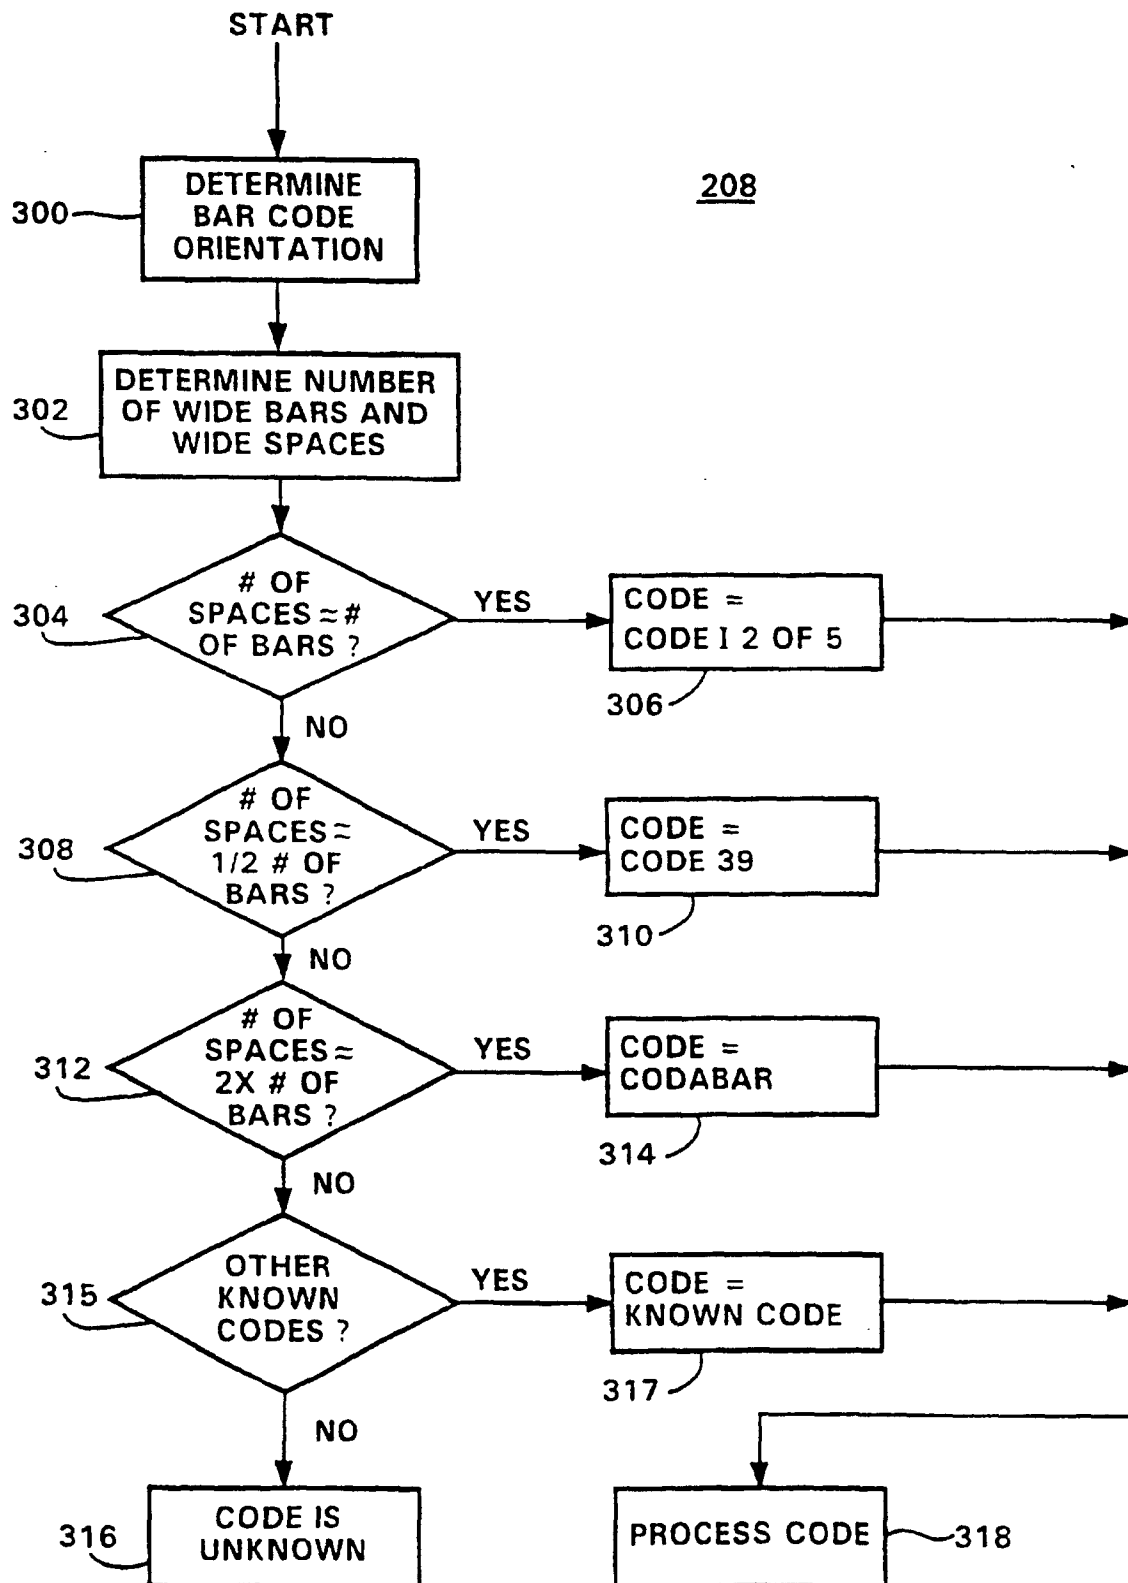 START
208
300
DETERMINE
BAR CODE
ORIENTATION
302
DETERMINE NUMBER
OF WIDE BARS AND
WIDE SPACES
304
# OF
SPACES ≈ #
OF BARS ?
YES
CODE =
CODE I 2 OF 5
306
NO
308
# OF
SPACES ≈
1/2 # OF
BARS ?
YES
CODE =
CODE 39
310
NO
312
# OF
SPACES ≈
2X # OF
BARS ?
YES
CODE =
CODABAR
314
NO
315
OTHER
KNOWN
CODES ?
YES
CODE =
KNOWN CODE
317
NO
316
CODE IS
UNKNOWN
PROCESS CODE
318